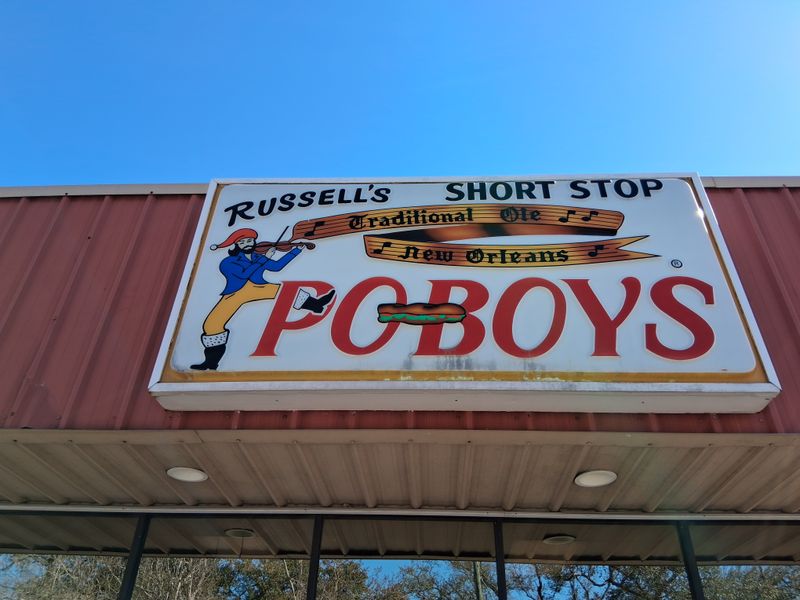 RUSSELL'S SHORT STOP
Traditional Ole
New Orleans
POBOYS ®